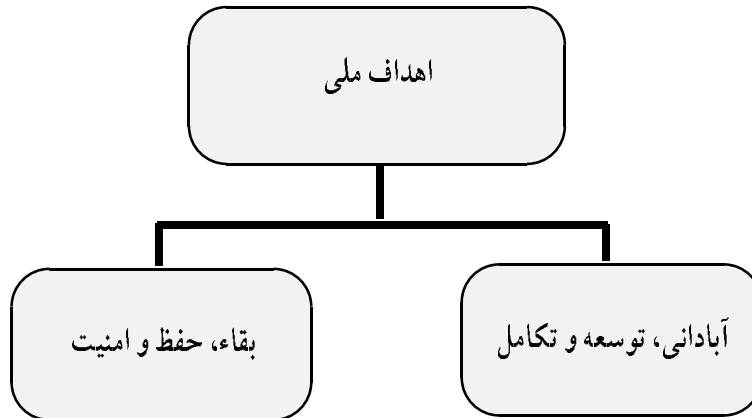 اهداف ملی
آبادانی، توسعه و تکامل
بقاء، حفظ و امنیت